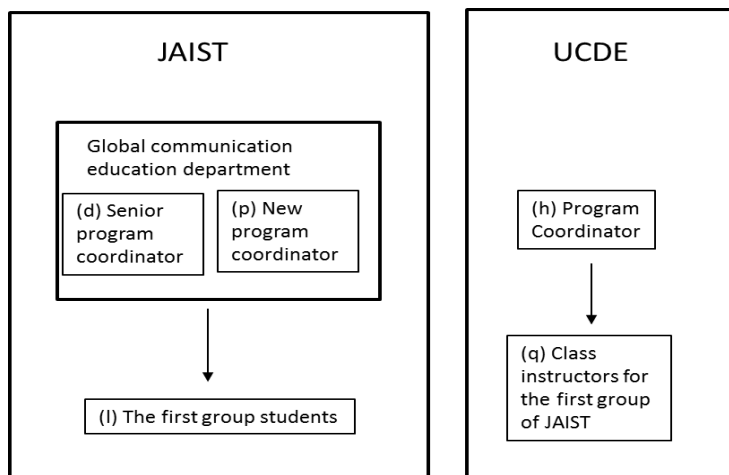 JAIST
Global communication
education department
(d) Senior
program
coordinator
(p) New
program
coordinator
(l) The first group students
UCDE
(h) Program
Coordinator
(q) Class
instructors for
the first group
of JAIST